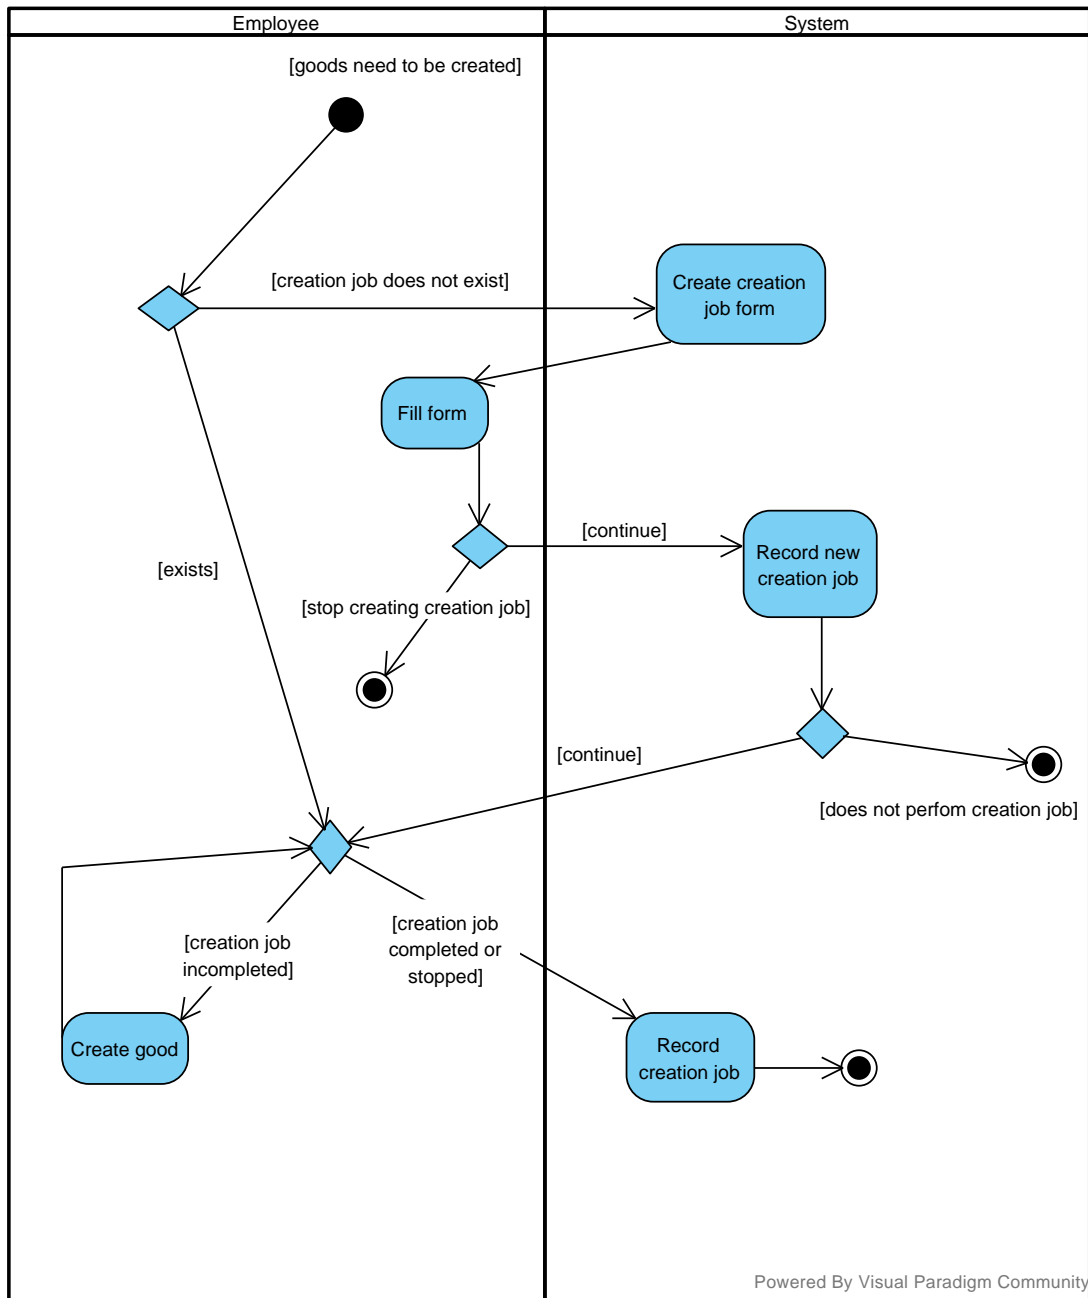 Employee
System
[goods need to be created]
[creation job does not exist]
Create creation
job form
Fill form
[continue]
Record new
creation job
[exists]
[stop creating creation job]
[continue]
[does not perfom creation job]
[creation job
incompleted]
[creation job
completed or
stopped]
Create good
Record
creation job
Powered By Visual Paradigm Community